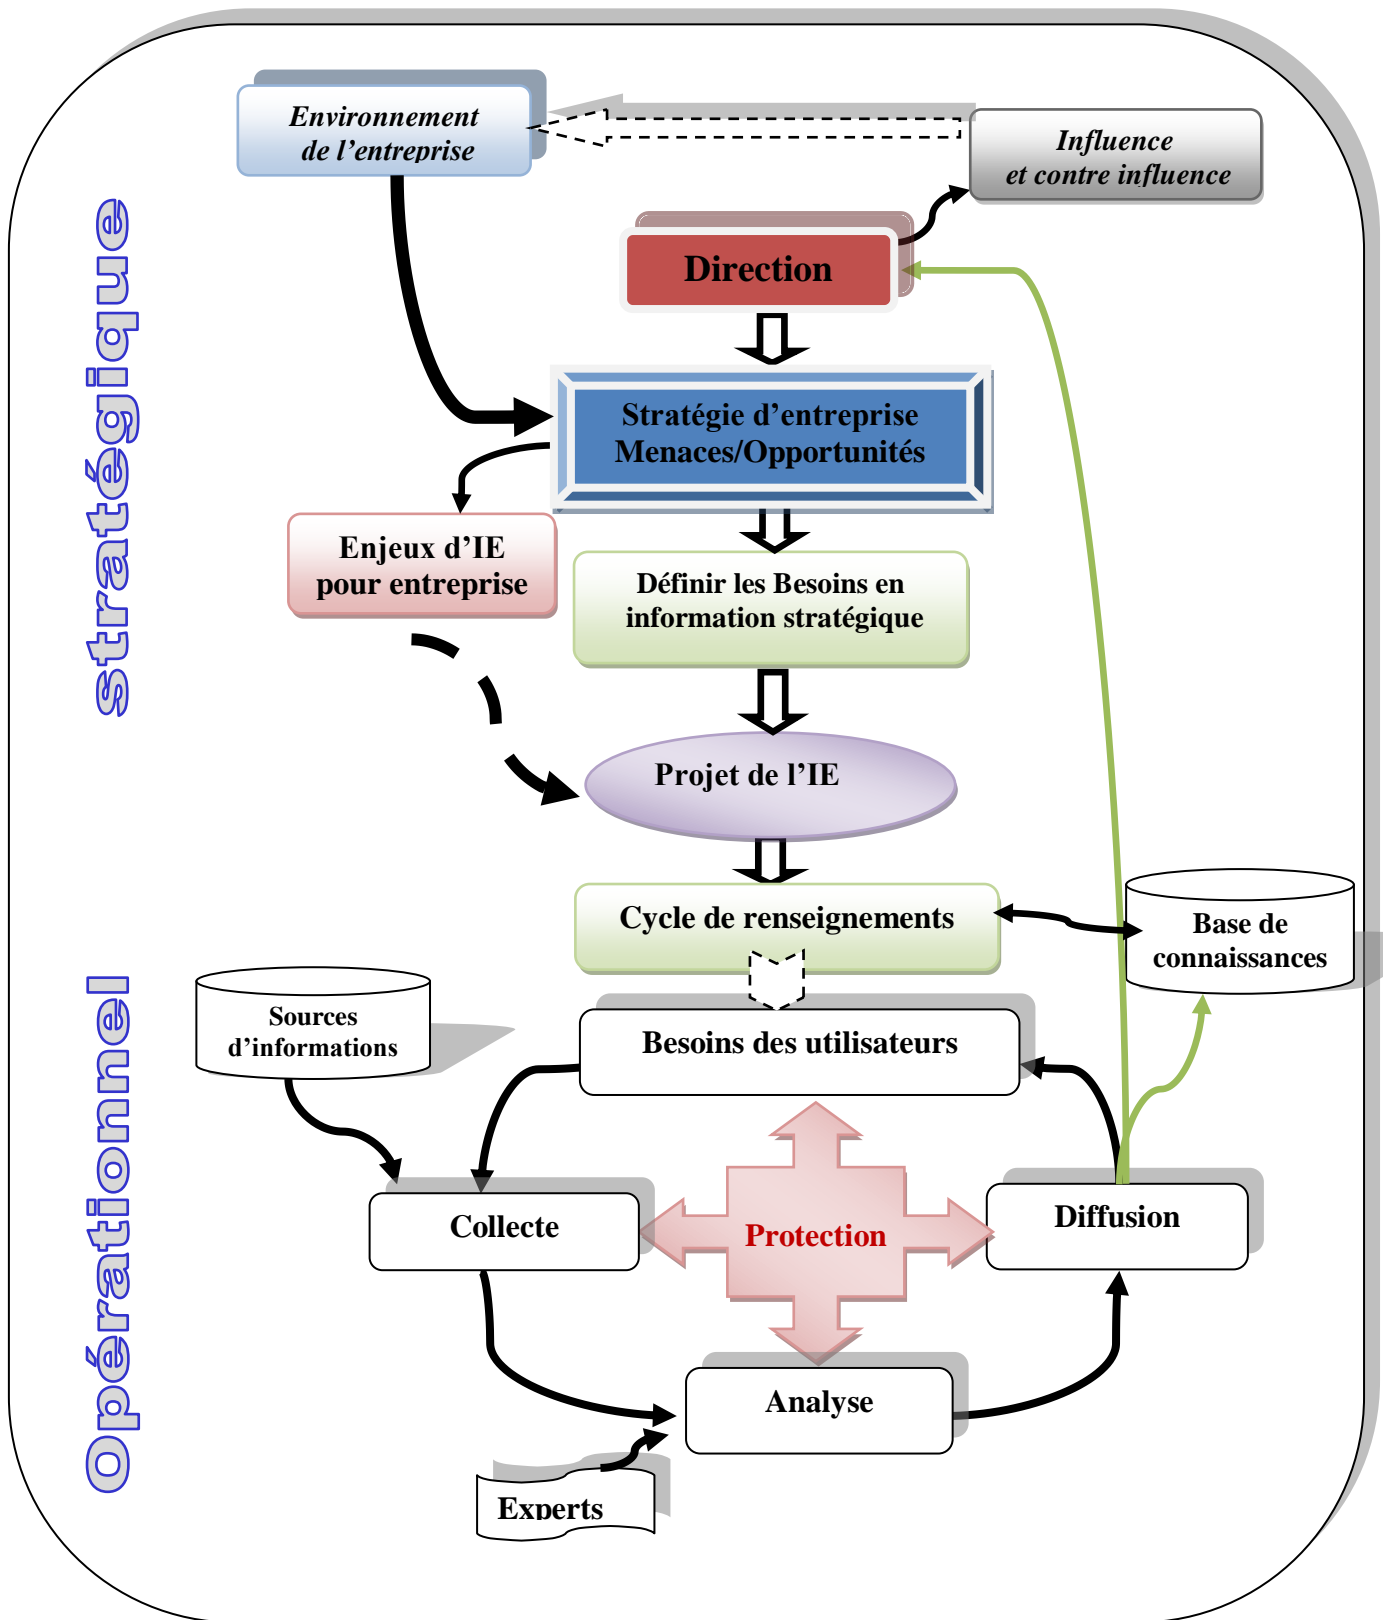 Environnement
de l'entreprise
Influence
et contre influence
Direction
stratégique
Stratégie d'entreprise
Menaces/Opportunités
Enjeux d'IE
pour entreprise
Définir les Besoins en
information stratégique
Projet de l'IE
Cycle de renseignements
Base de
connaissances
Opérationnel
Sources
d'informations
Besoins des utilisateurs
Collecte
Protection
Diffusion
Analyse
Experts